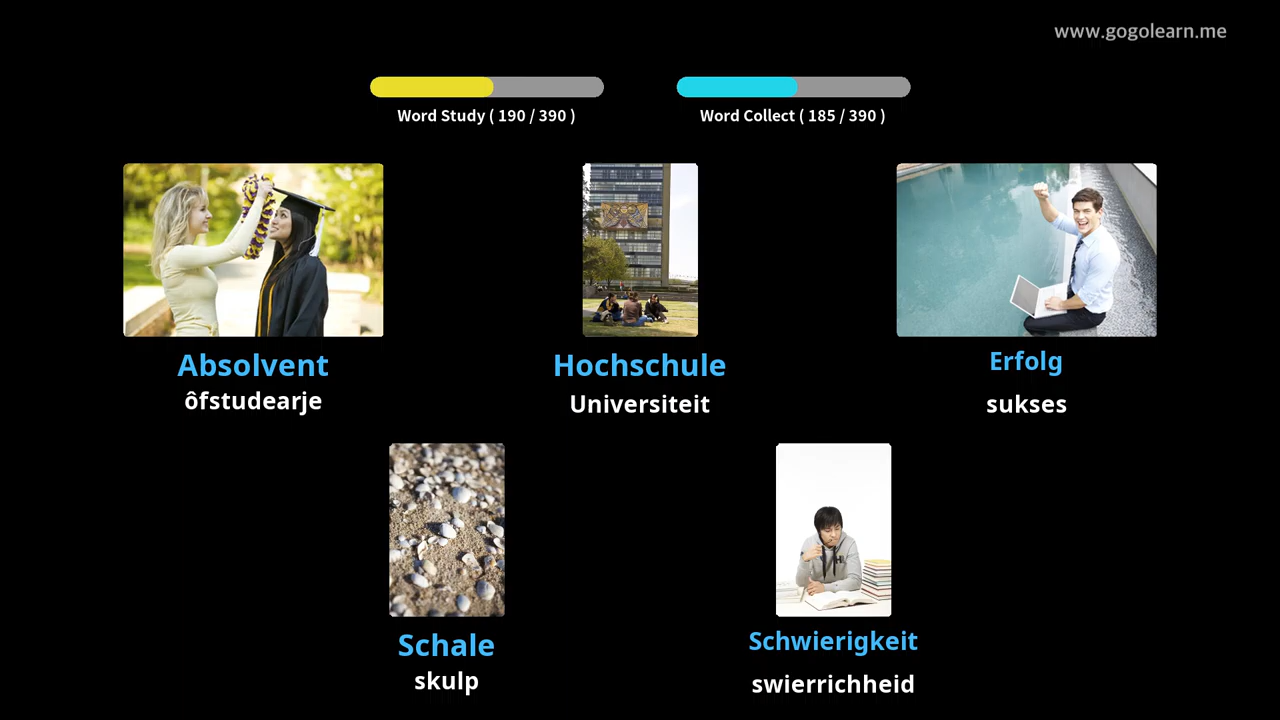 www.gogolearn.me
Word Study ( 190 / 390 )
Word Collect ( 185 / 390 )
Absolvent
ôfstudearje
Hochschule
Universiteit
Erfolg
sukses
Schale
skulp
Schwierigkeit
swierrichheid